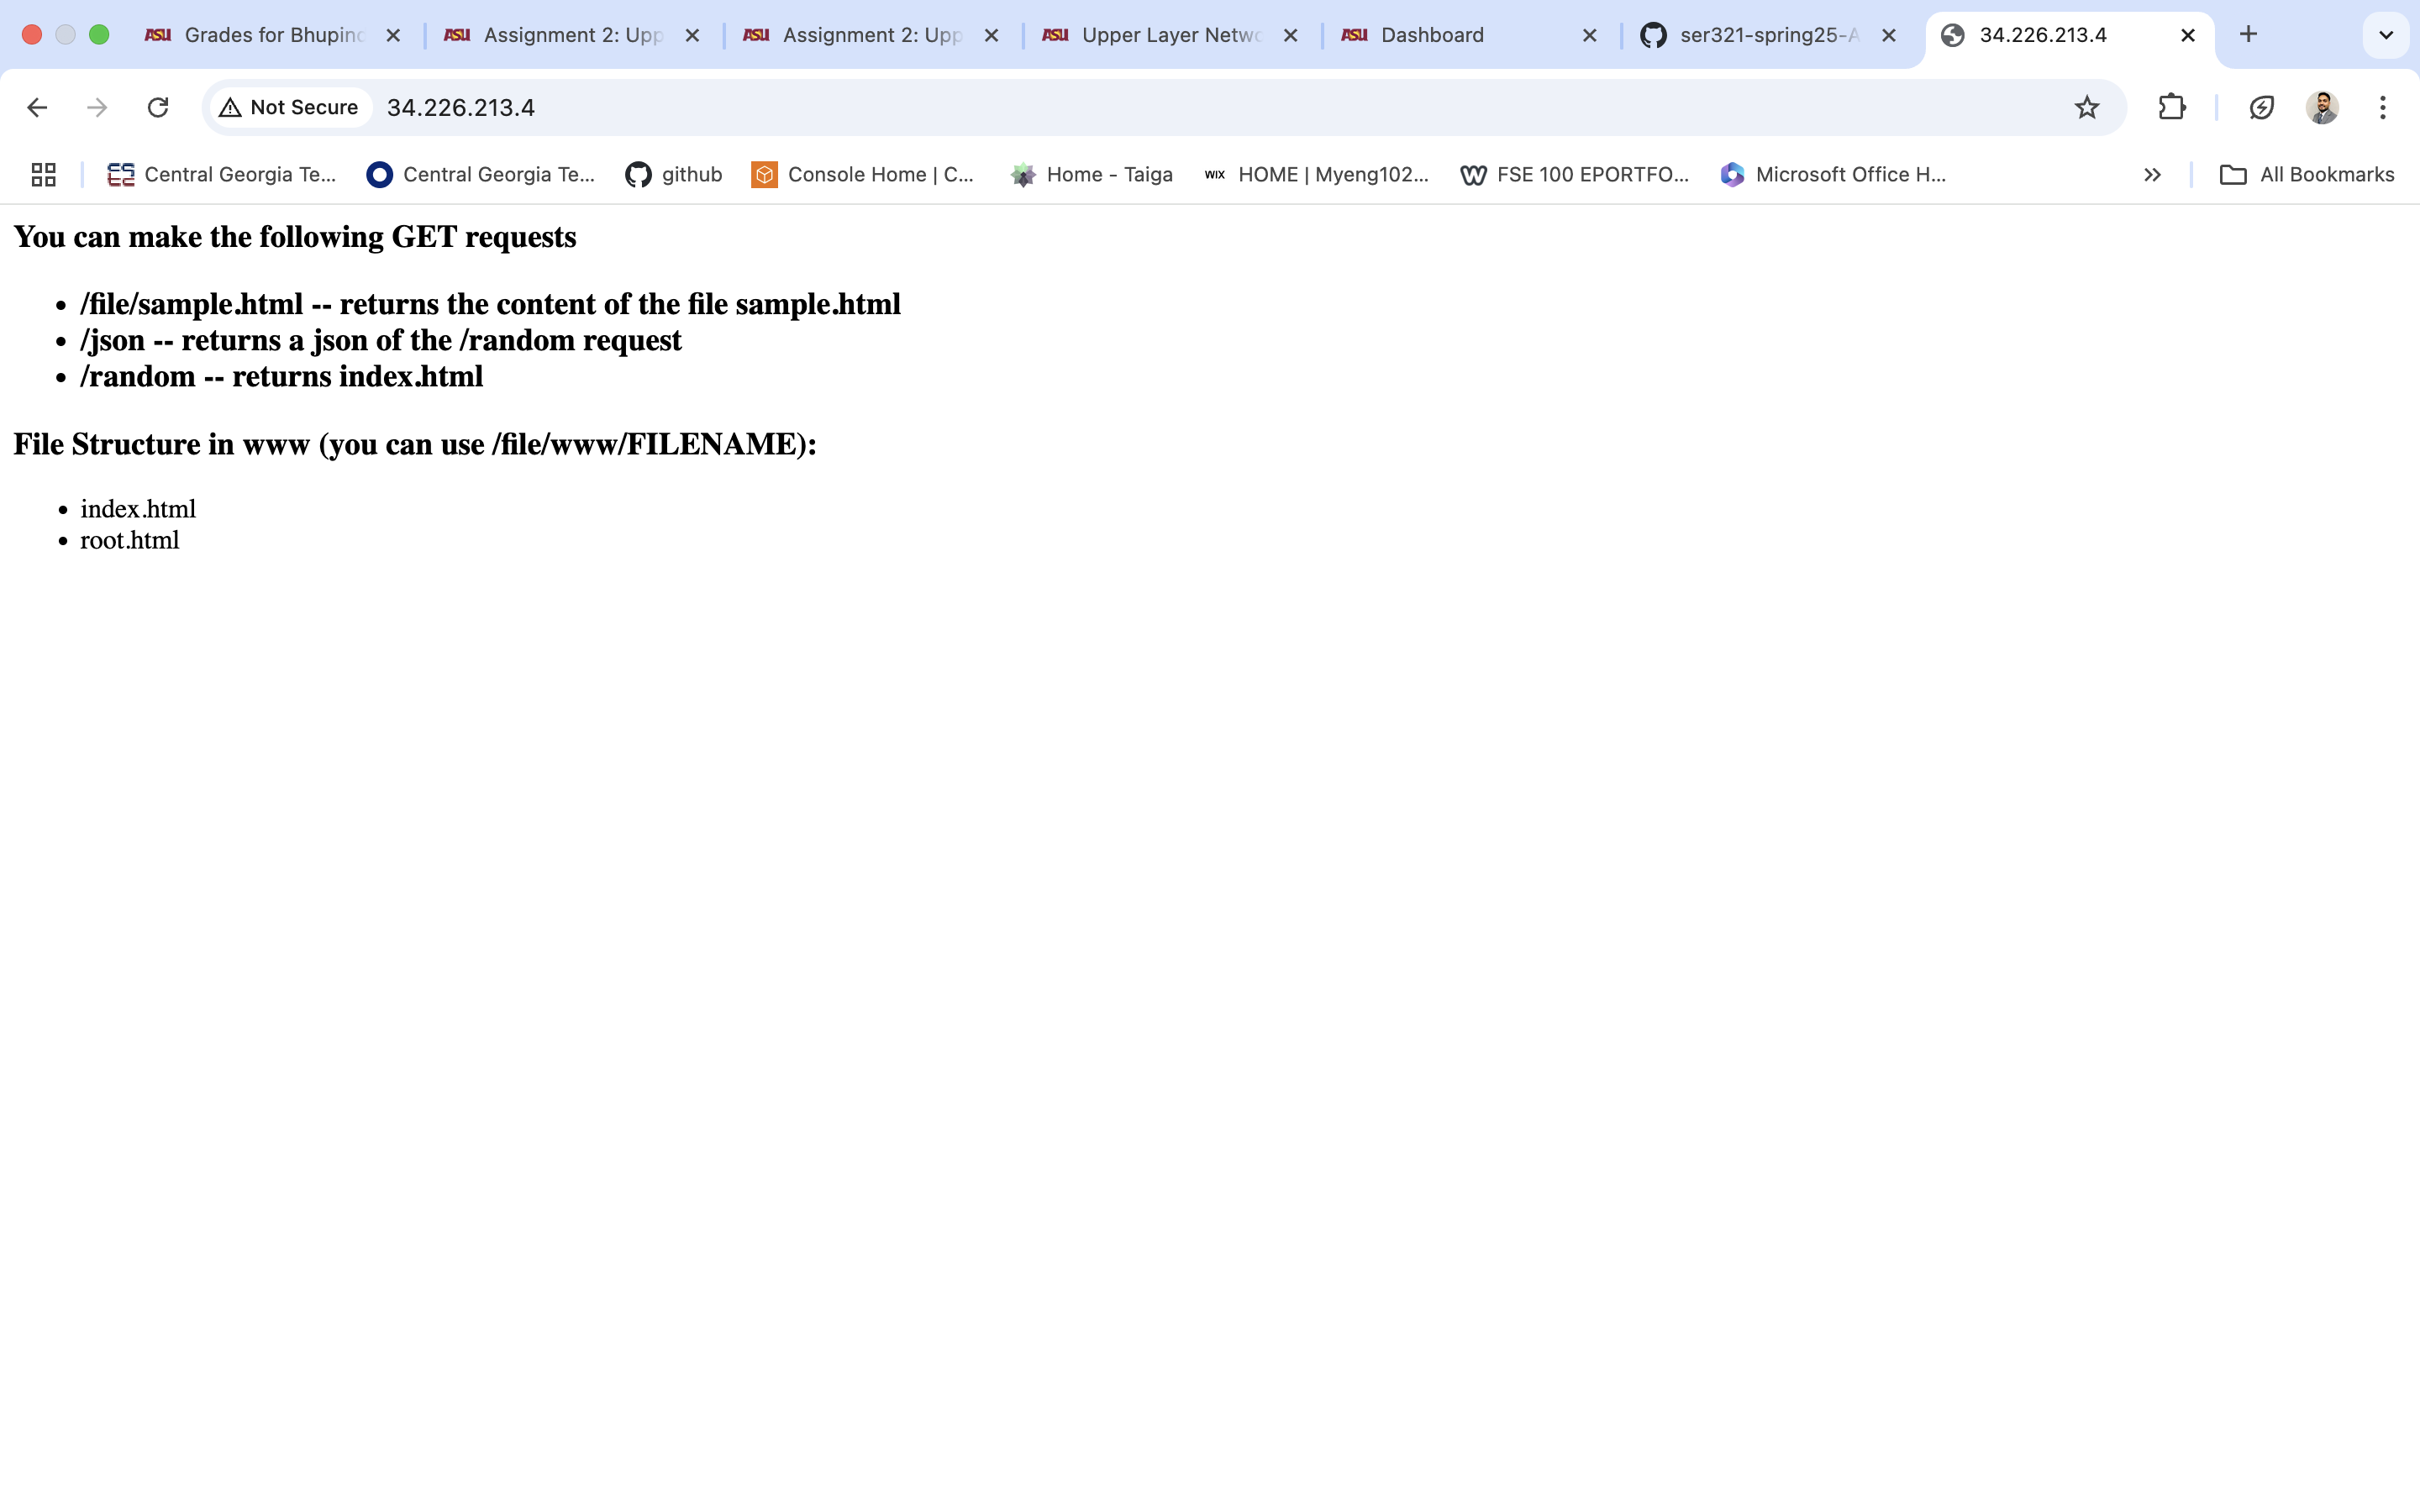 ASU Grades for Bhupind
ASU Assignment 2: Upp
ASU Assignment 2: Upp
ASU Upper Layer Netwo
ASU Dashboard
ser321-spring25-A
34.226.213.4
Not Secure 34.226.213.4
Central Georgia Te...
Central Georgia Te...
github
Console Home | C...
Home - Taiga
WIX HOME | Myeng102...
FSE 100 EPORTFO...
Microsoft Office H...
All Bookmarks
You can make the following GET requests
• /file/sample.html -- returns the content of the file sample.html
• /json -- returns a json of the /random request
• /random -- returns index.html
File Structure in www (you can use /file/www/FILENAME):
• index.html
• root.html